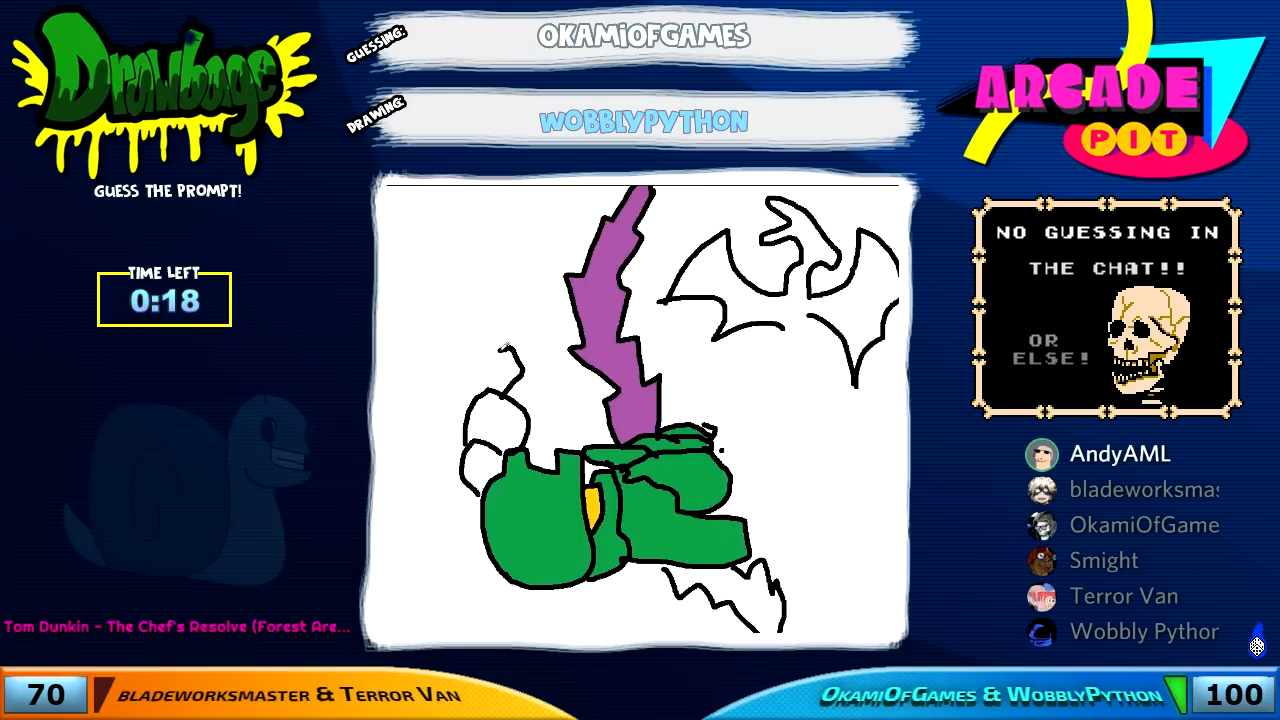 Drawbage
GUESS THE PROMPT!
TIME LEFT
0:18
Tom Dunkin - The Chef's Resolve (Forest Are...
GUESSING:
OKAMIOFGAMES
DRAWING:
WOBBLYPYTHON
ARCADE
PIT
NO GUESSING IN
THE CHAT!!
OR
ELSE!
AndyAML
bladeworksmas
OkamiOfGame
Smight
Terror Van
Wobbly Python
70
BLADEWORKSMASTER & TERROR VAN
OKAMIOFGAMES & WOBBLYPYTHON
100